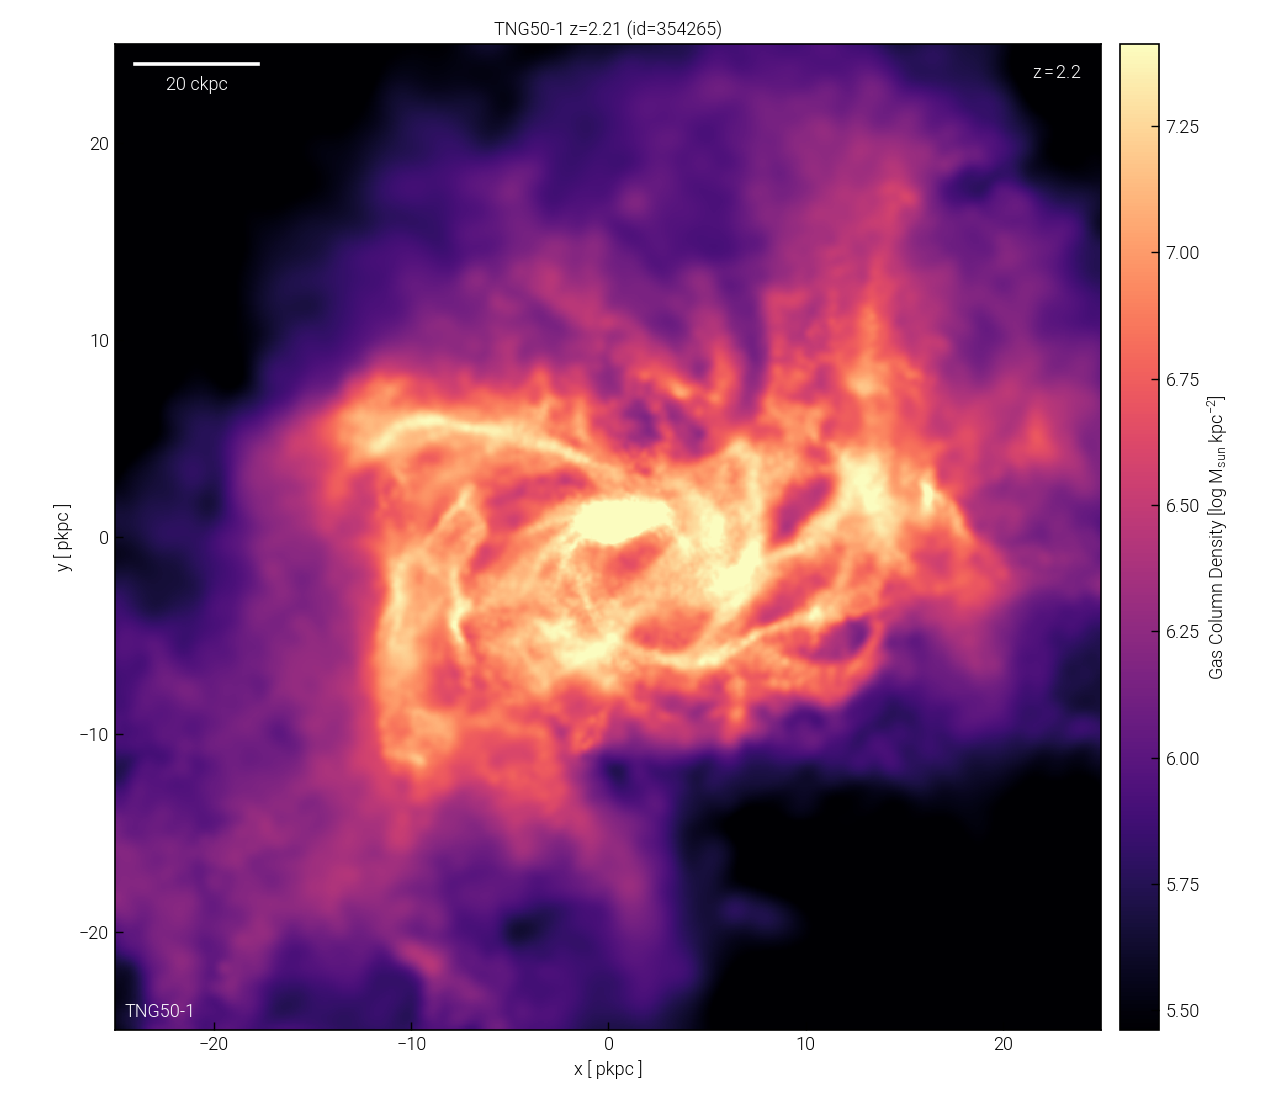 TNG50-1 z=2.21 (id=354265)
20 ckpc
z=2.2
20
10
0
−10
−20
y [ pkpc ]
TNG50-1
−20
−10
0
10
20
x [ pkpc ]
7.25
7.00
6.75
6.50
6.25
6.00
5.75
5.50
Gas Column Density [log M_sun kpc^−2]